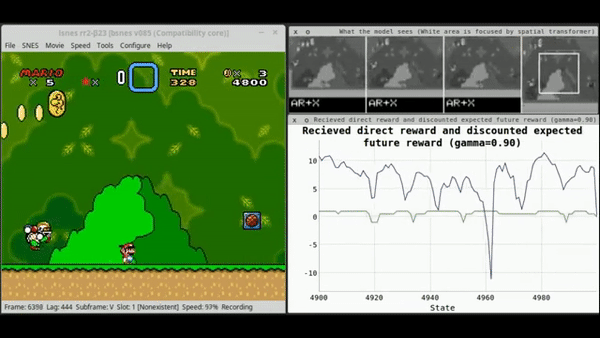 lsnes rr2-β23 [bsnes v085 (Compatibility core)]
File SNES Movie Speed Tools Configure Help
MARIO
x 5
x
0
TIME
328
x 3
4800
Frame: 6398 Lag: 444 Subframe: V Slot: 1 [Nonexistent] Speed: 97% Recording
What the model sees (White area is focused by spatial transformer)
AR+X
AR+X
AR+X
Recieved direct reward and discounted expected future reward (gamma=0.90)
Recieved direct reward and discounted expected
future reward (gamma=0.90)
10
5
0
-5
-10
4900
4920
4940
4960
4980
State